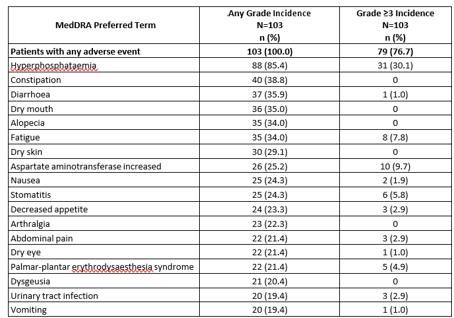 MedDRA Preferred Term Any Grade Incidence N=103 n (%) Grade ≥3 Incidence N=103 n (%)
Patients with any adverse event 103 (100.0) 79 (76.7)
Hyperphosphataemia 88 (85.4) 31 (30.1)
Constipation 40 (38.8) 0
Diarrhoea 37 (35.9) 1 (1.0)
Dry mouth 36 (35.0) 0
Alopecia 35 (34.0) 0
Fatigue 35 (34.0) 8 (7.8)
Dry skin 30 (29.1) 0
Aspartate aminotransferase increased 26 (25.2) 10 (9.7)
Nausea 25 (24.3) 2 (1.9)
Stomatitis 25 (24.3) 6 (5.8)
Decreased appetite 24 (23.3) 3 (2.9)
Arthralgia 23 (22.3) 0
Abdominal pain 22 (21.4) 3 (2.9)
Dry eye 22 (21.4) 1 (1.0)
Palmar-plantar erythrodysaesthesia syndrome 22 (21.4) 5 (4.9)
Dysgeusia 21 (20.4) 0
Urinary tract infection 20 (19.4) 3 (2.9)
Vomiting 20 (19.4) 1 (1.0)